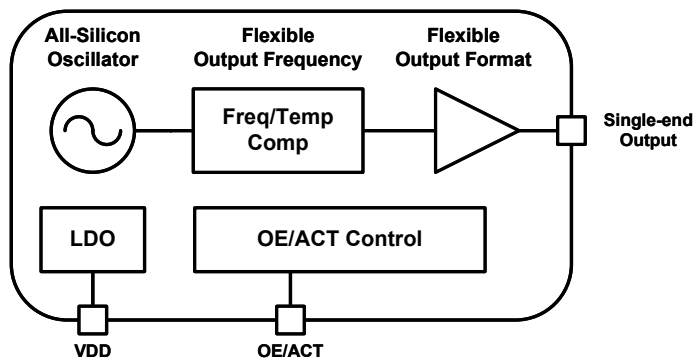 All-Silicon
Oscillator
Flexible
Output Frequency
Flexible
Output Format
Freq/Temp
Comp
Single-end
Output
LDO
OE/ACT Control
VDD
OE/ACT